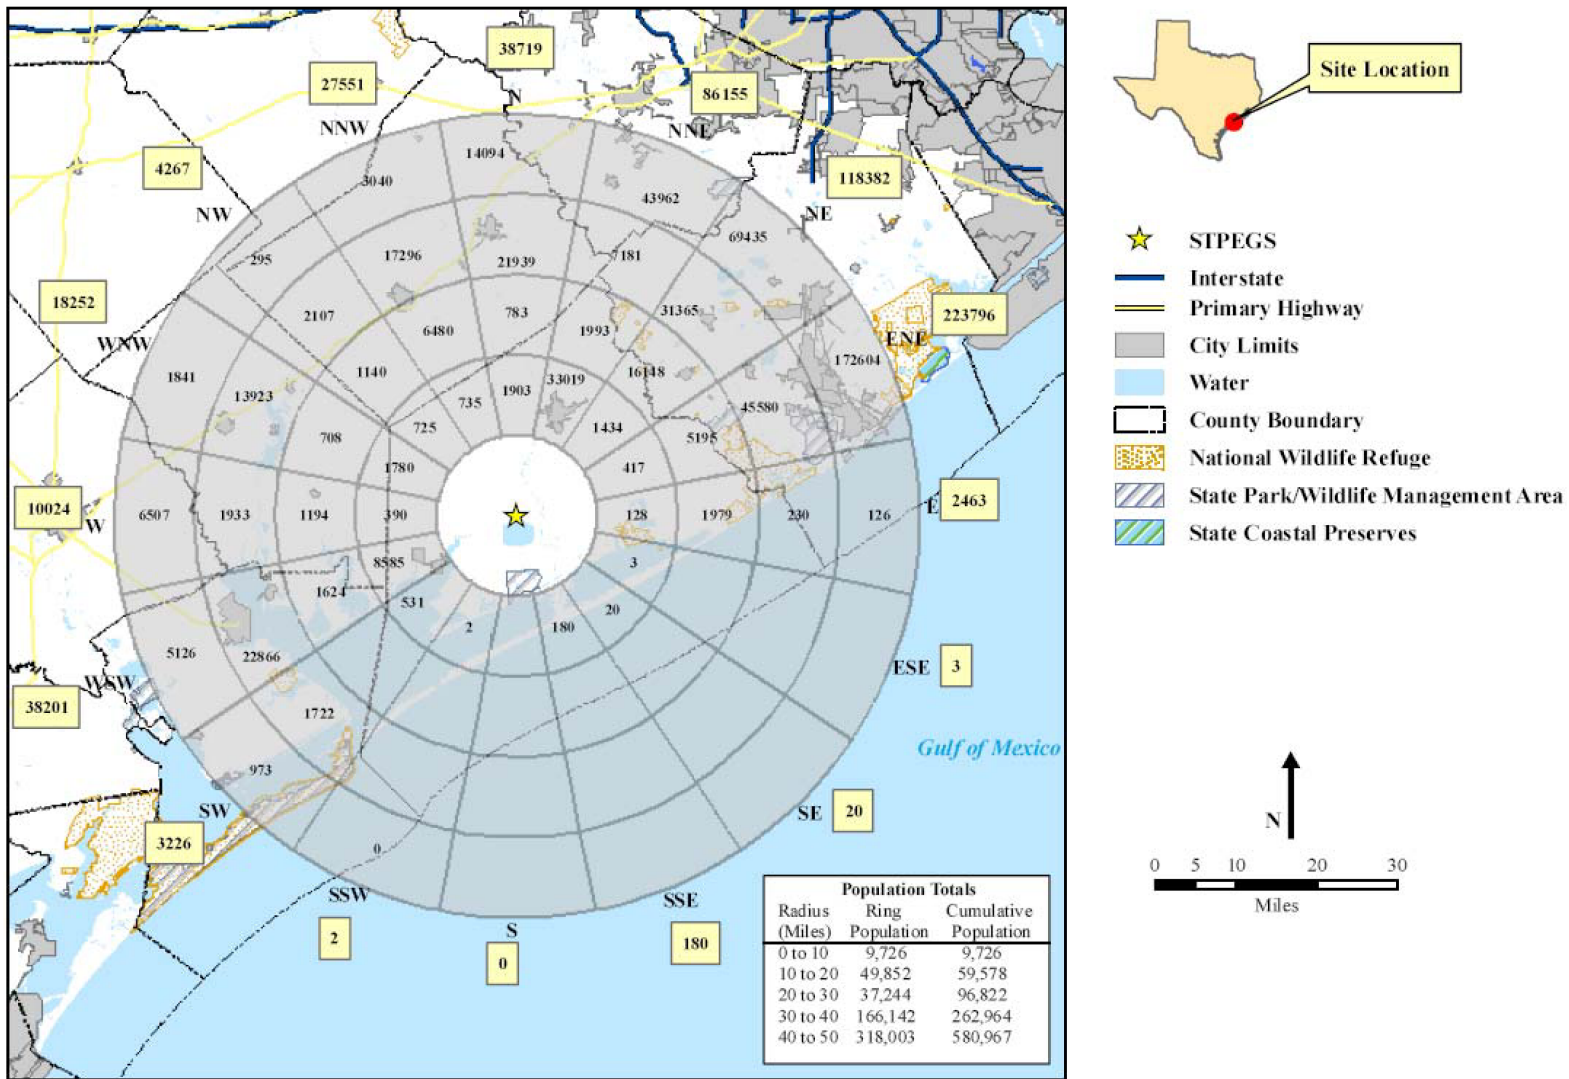 38719
27551
N
86155
NNW
NNE
4267
14094
118382
3040
43962
NW
NE
69435
295
17296
21939
7181
18252
2107
6480
783
1993
31365
223796
WNW
ENE
1841
1140
1903
33019
16148
172604
13923
735
45580
725
1434
708
5195
1780
417
10024
W
6507
1933
1194
390
128
1979
230
126
E
2463
8585
3
1624
531
20
2
180
5126
22866
ESE
3
WSW
38201
1722
Gulf of Mexico
973
SW
SE
20
3226
0
SSW
SSE
2
S
180
0
Population Totals
Radius Ring Cumulative
(Miles) Population Population
0 to 10 9,726 9,726
10 to 20 49,852 59,578
20 to 30 37,244 96,822
30 to 40 166,142 262,964
40 to 50 318,003 580,967
Site Location
STPEGS
Interstate
Primary Highway
City Limits
Water
County Boundary
National Wildlife Refuge
State Park/Wildlife Management Area
State Coastal Preserves
N
0 5 10 20 30
Miles